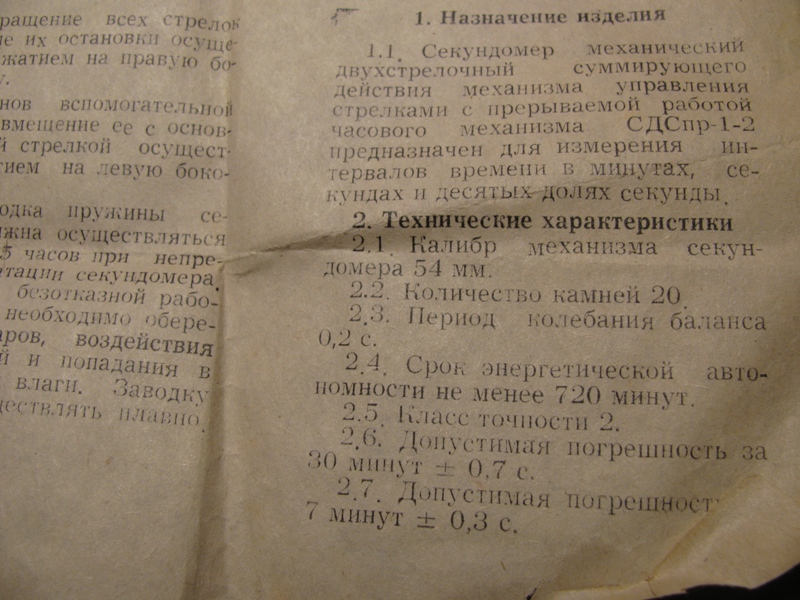 ращение всех стрелок
е их остановки осуще-
жатием на правую бо-
у.
нов вспомогательной
вмещение ее с основ-
й стрелкой осущест-
тием на левую боко-
одка пружины се-
жна осуществляться
5 часов при непре-
тации секундомера.
безотказной рабо-
необходимо обере-
аров, воздействия
й и попадания в
влаги. Заводку
ествлять плавно.
1. Назначение изделия
1.1. Секундомер механический
двухстрелочный суммирующего
действия механизма управления
стрелками с прерываемой работой
часового механизма СДСпр-1-2
предназначен для измерения ин-
тервалов времени в минутах, се-
кундах и десятых долях секунды.
2. Технические характеристики
2.1. Калибр механизма секун-
домера 54 мм.
2.2. Количество камней 20.
2.3. Период колебания баланса
0,2 с.
2.4. Срок энергетической авто-
номности не менее 720 минут.
2.5. Класс точности 2.
2.6. Допустимая погрешность за
30 минут ± 0,7 с.
2.7. Допустимая погрешност
7 минут ± 0,3 с.